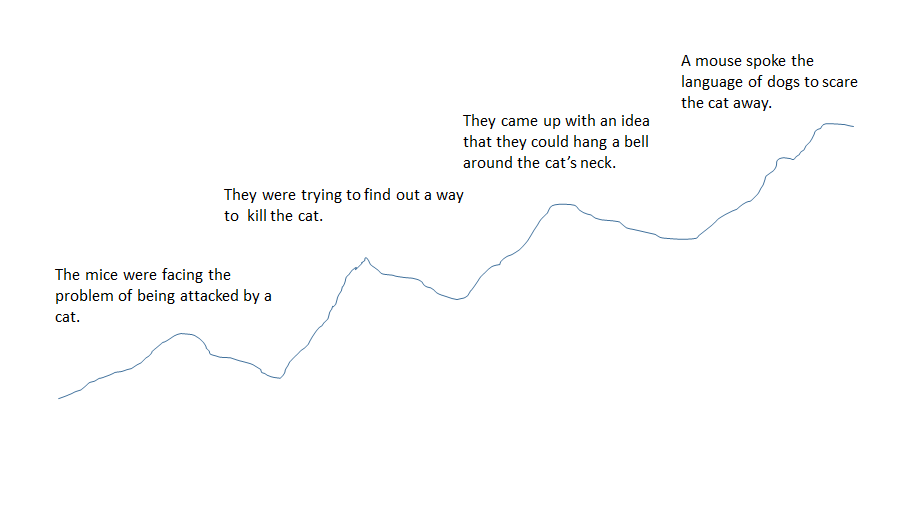 The mice were facing the
problem of being attacked by a
cat.
They were trying to find out a way
to  kill the cat.
They came up with an idea
that they could hang a bell
around the cat’s neck.
A mouse spoke the
language of dogs to scare
the cat away.